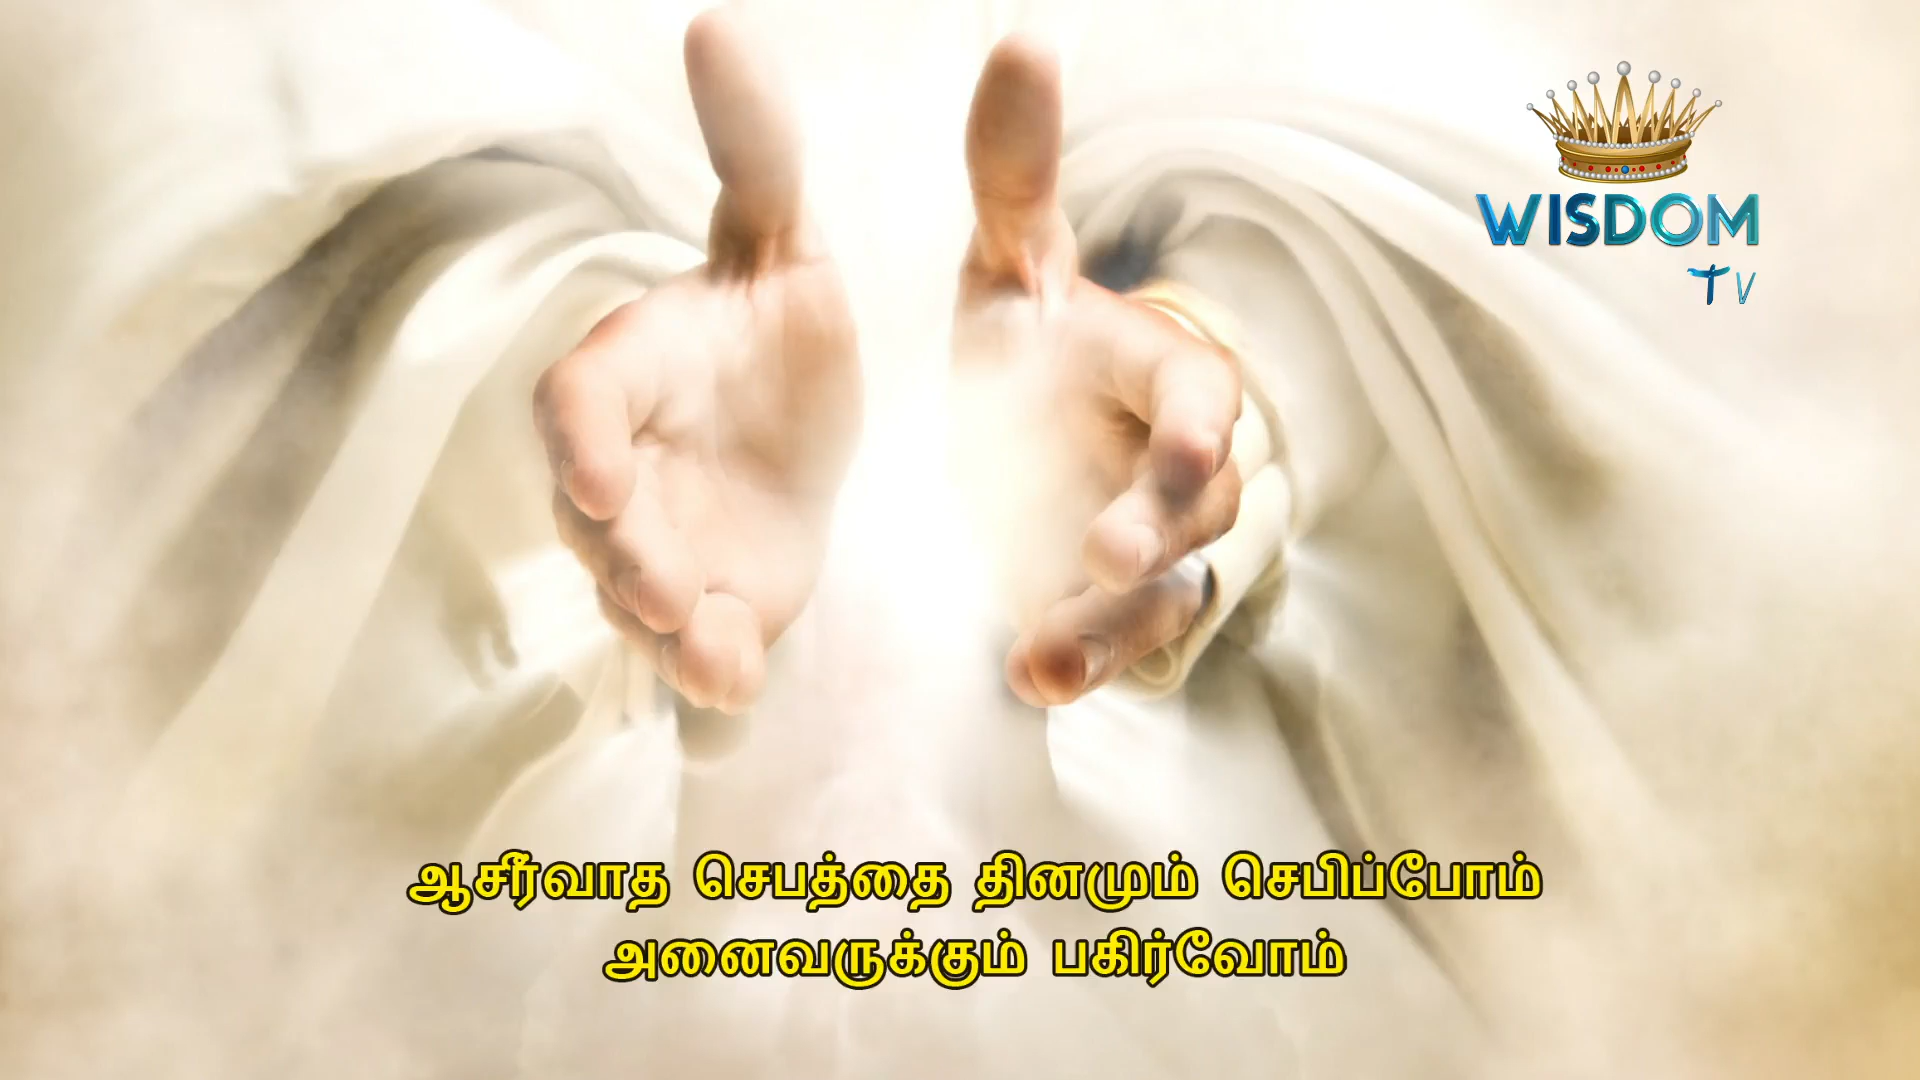 WISDOM
TV
ஆசீர்வாத செபத்தை தினமும் செபிப்போம்
அனைவருக்கும் பகிர்வோம்